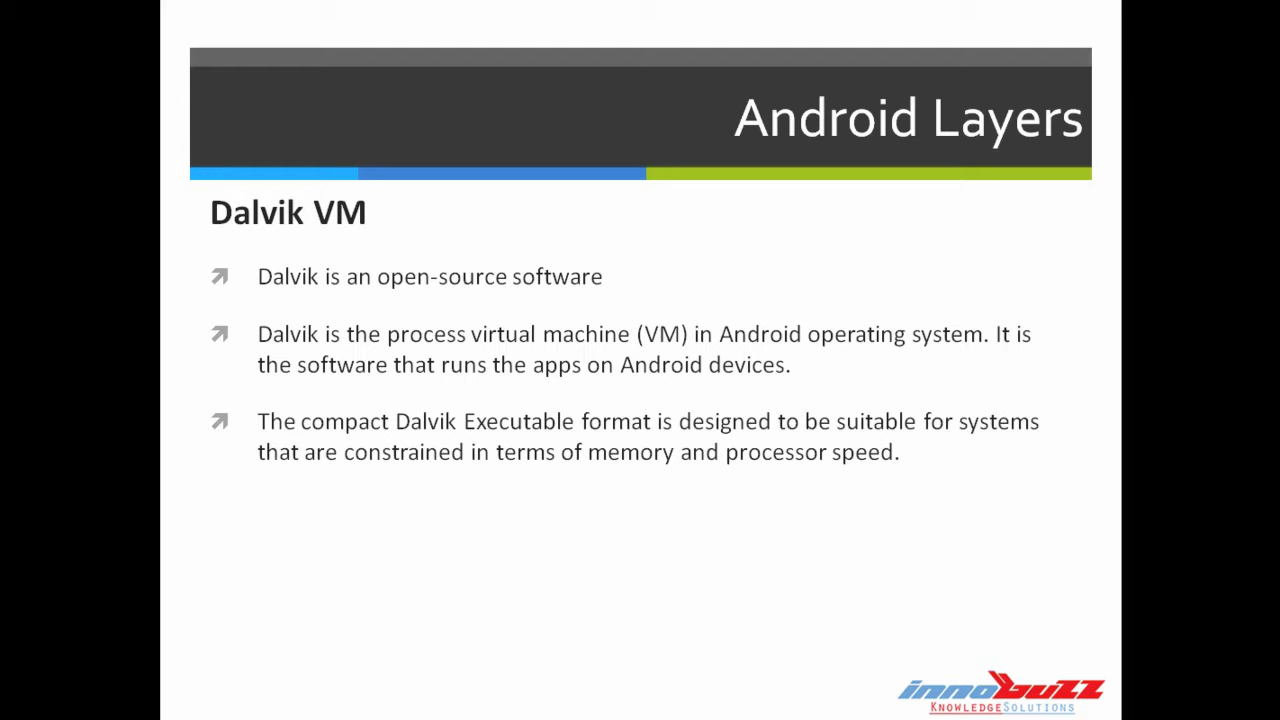 Android Layers
Dalvik VM
Dalvik is an open-source software
Dalvik is the process virtual machine (VM) in Android operating system. It is
the software that runs the apps on Android devices.
The compact Dalvik Executable format is designed to be suitable for systems
that are constrained in terms of memory and processor speed.
innobuzz
KNOWLEDGESOLUTIONS